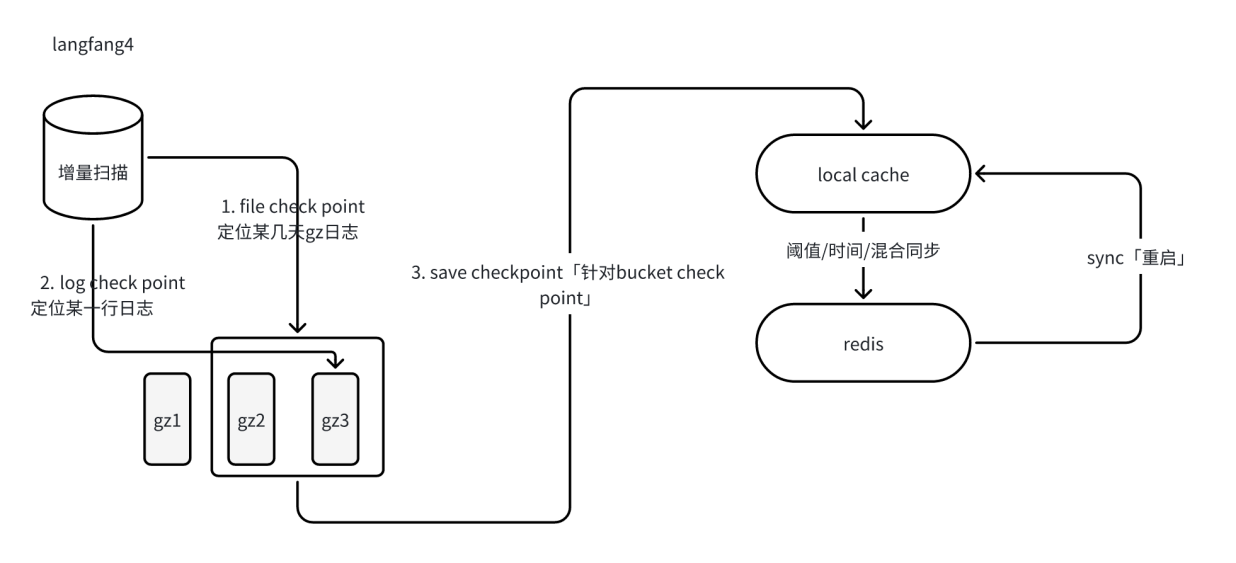 langfang4
增量扫描
1. file check point
定位某几天gz日志
2. log check point
定位某一行日志
gz1
gz2
gz3
3. save checkpoint「针对bucket check
point」
local cache
阈值/时间/混合同步
redis
sync「重启」